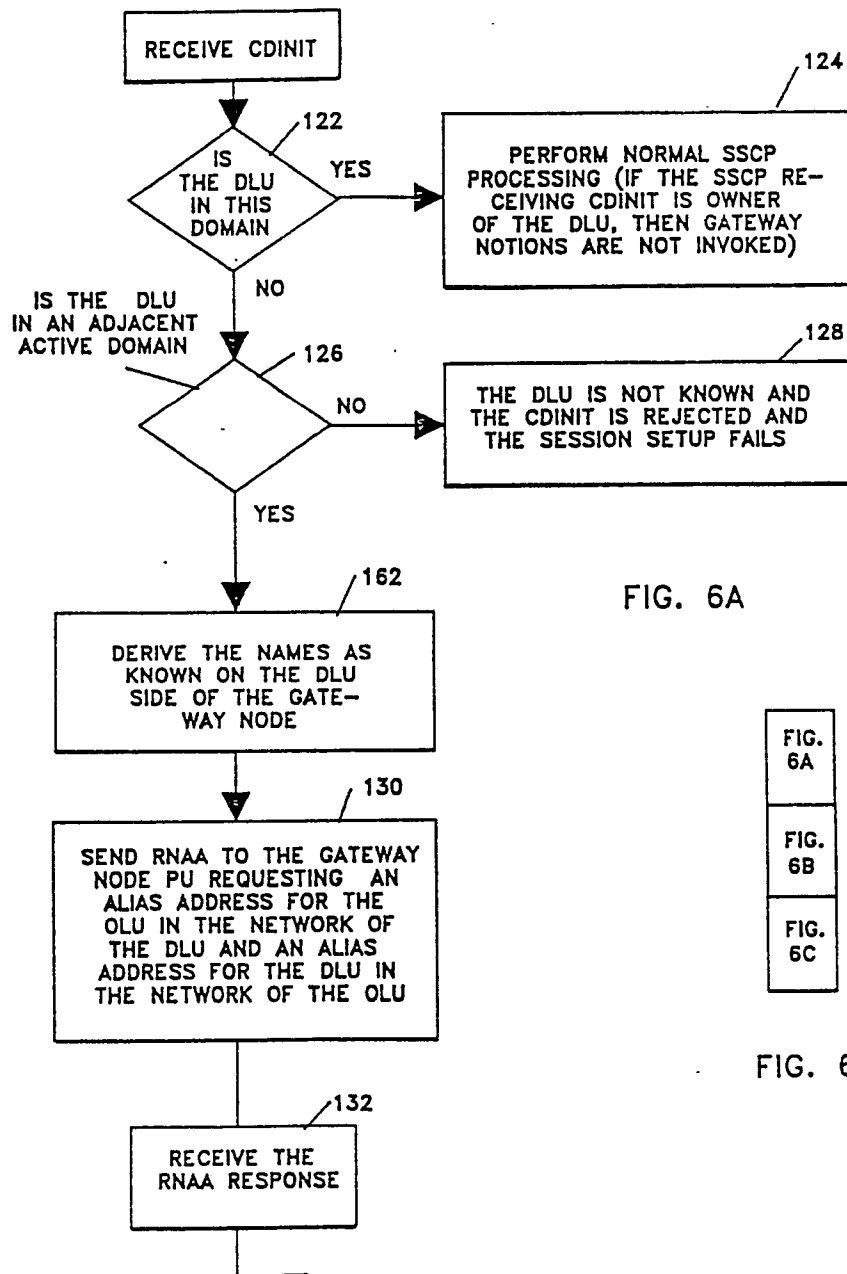 RECEIVE CDINIT
122
IS
THE DLU
IN THIS
DOMAIN
YES
124
PERFORM NORMAL SSCP
PROCESSING (IF THE SSCP RE-
CEIVING CDINIT IS OWNER
OF THE DLU, THEN GATEWAY
NOTIONS ARE NOT INVOKED)
NO
IS THE DLU
IN AN ADJACENT
ACTIVE DOMAIN
126
NO
128
THE DLU IS NOT KNOWN AND
THE CDINIT IS REJECTED AND
THE SESSION SETUP FAILS
YES
162
DERIVE THE NAMES AS
KNOWN ON THE DLU
SIDE OF THE GATE-
WAY NODE
FIG. 6A
130
SEND RNAA TO THE GATEWAY
NODE PU REQUESTING AN
ALIAS ADDRESS FOR THE
OLU IN THE NETWORK OF
THE DLU AND AN ALIAS
ADDRESS FOR THE DLU IN
THE NETWORK OF THE OLU
FIG.
6A
FIG.
6B
FIG.
6C
FIG. 6
132
RECEIVE THE
RNAA RESPONSE